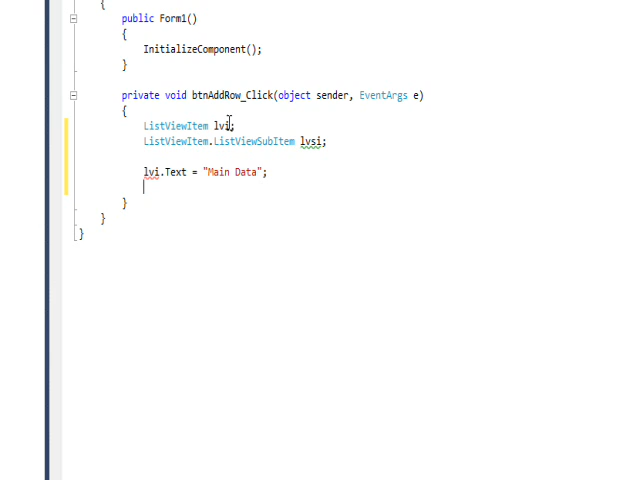 {
public Form1()
{
InitializeComponent();
}
private void btnAddRow_Click(object sender, EventArgs e)
{
ListViewItem lvi;
ListViewItem.ListViewSubItem lvsi;
lvi.Text = "Main Data";
}
}
}